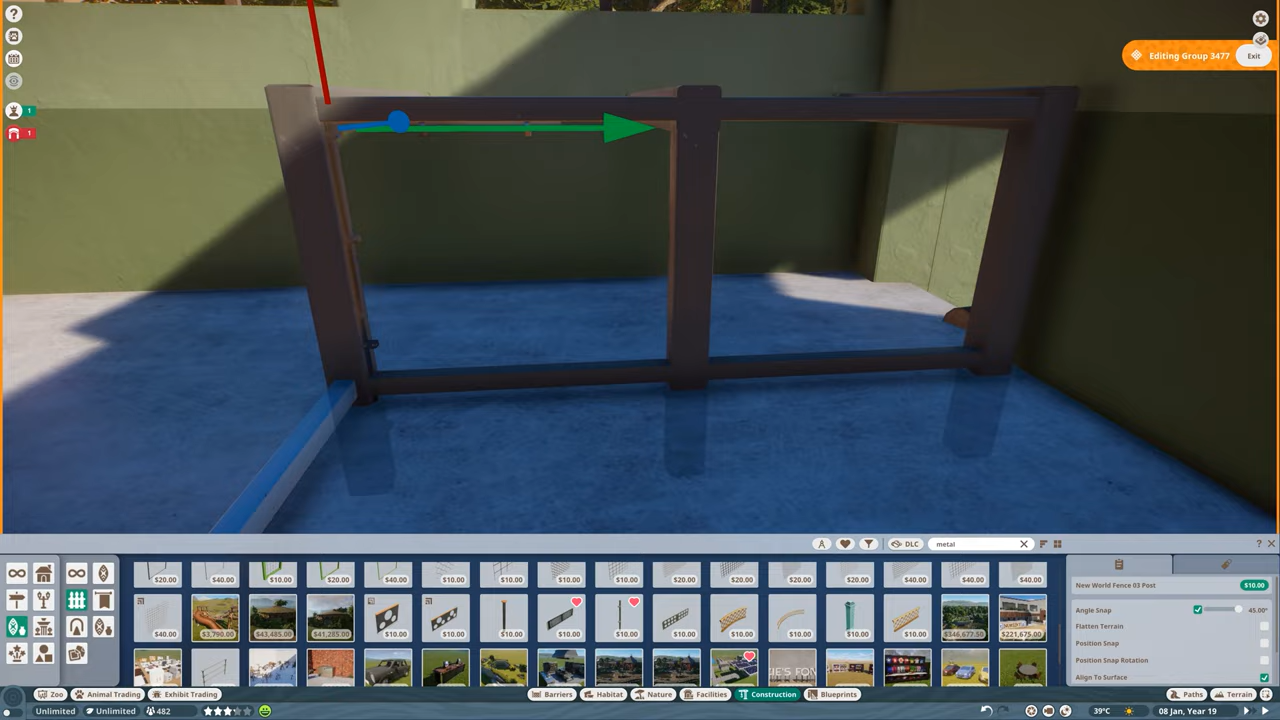 ?
1
1
Editing Group 3477
Exit
DLC
metal
?
$20.00
$40.00
$10.00
$20.00
$40.00
$10.00
$10.00
$10.00
$20.00
$20.00
$20.00
$20.00
$20.00
$40.00
$40.00
$40.00
$40.00
$3,790.00
$43,485.00
$41,285.00
$40.00
$40.00
$10.00
$10.00
$10.00
$10.00
$10.00
$10.00
$10.00
$10.00
$346,677.50
$221,675.00
New World Fence 03 Post
$10.00
Angle Snap
45.00°
Flatten Terrain
Position Snap
Position Snap Rotation
Align To Surface
Zoo
Animal Trading
Exhibit Trading
Barriers
Habitat
Nature
Facilities
Construction
Blueprints
Paths
Terrain
Unlimited
Unlimited
482
39°C
08 Jan, Year 19